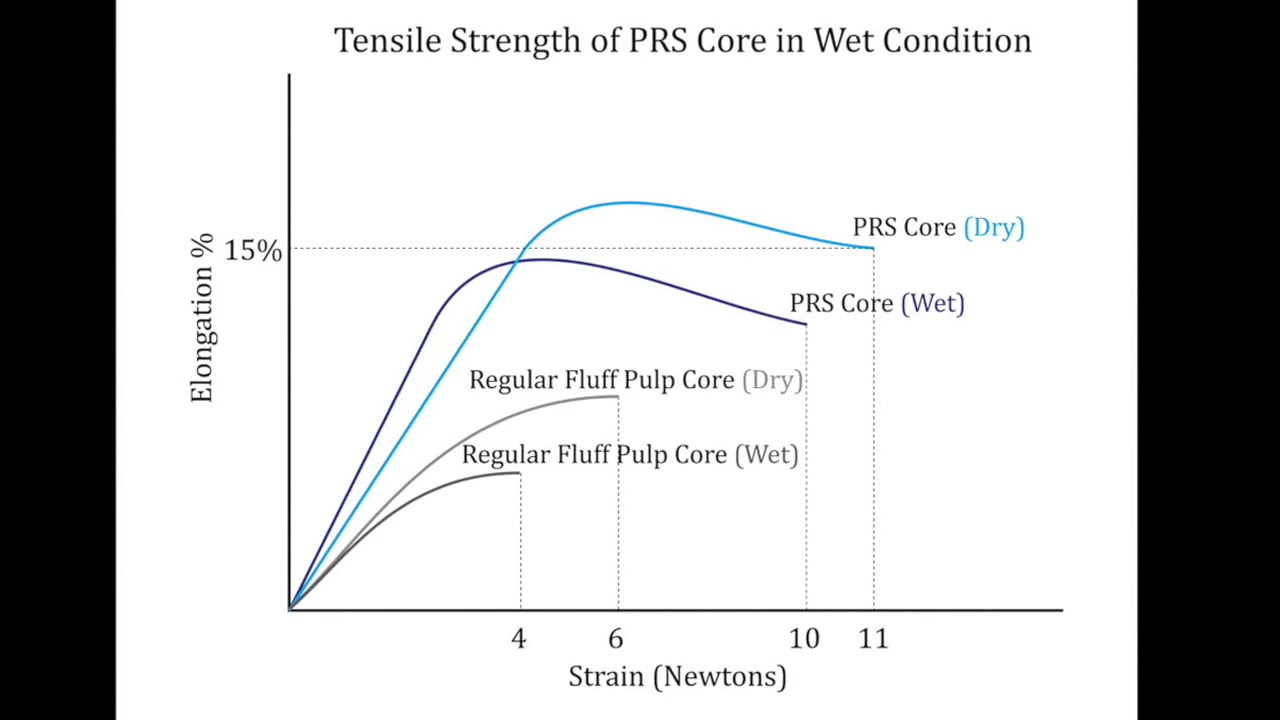 Tensile Strength of PRS Core in Wet Condition
Elongation %
15%
PRS Core (Dry)
PRS Core (Wet)
Regular Fluff Pulp Core (Dry)
Regular Fluff Pulp Core (Wet)
4 6 10 11
Strain (Newtons)